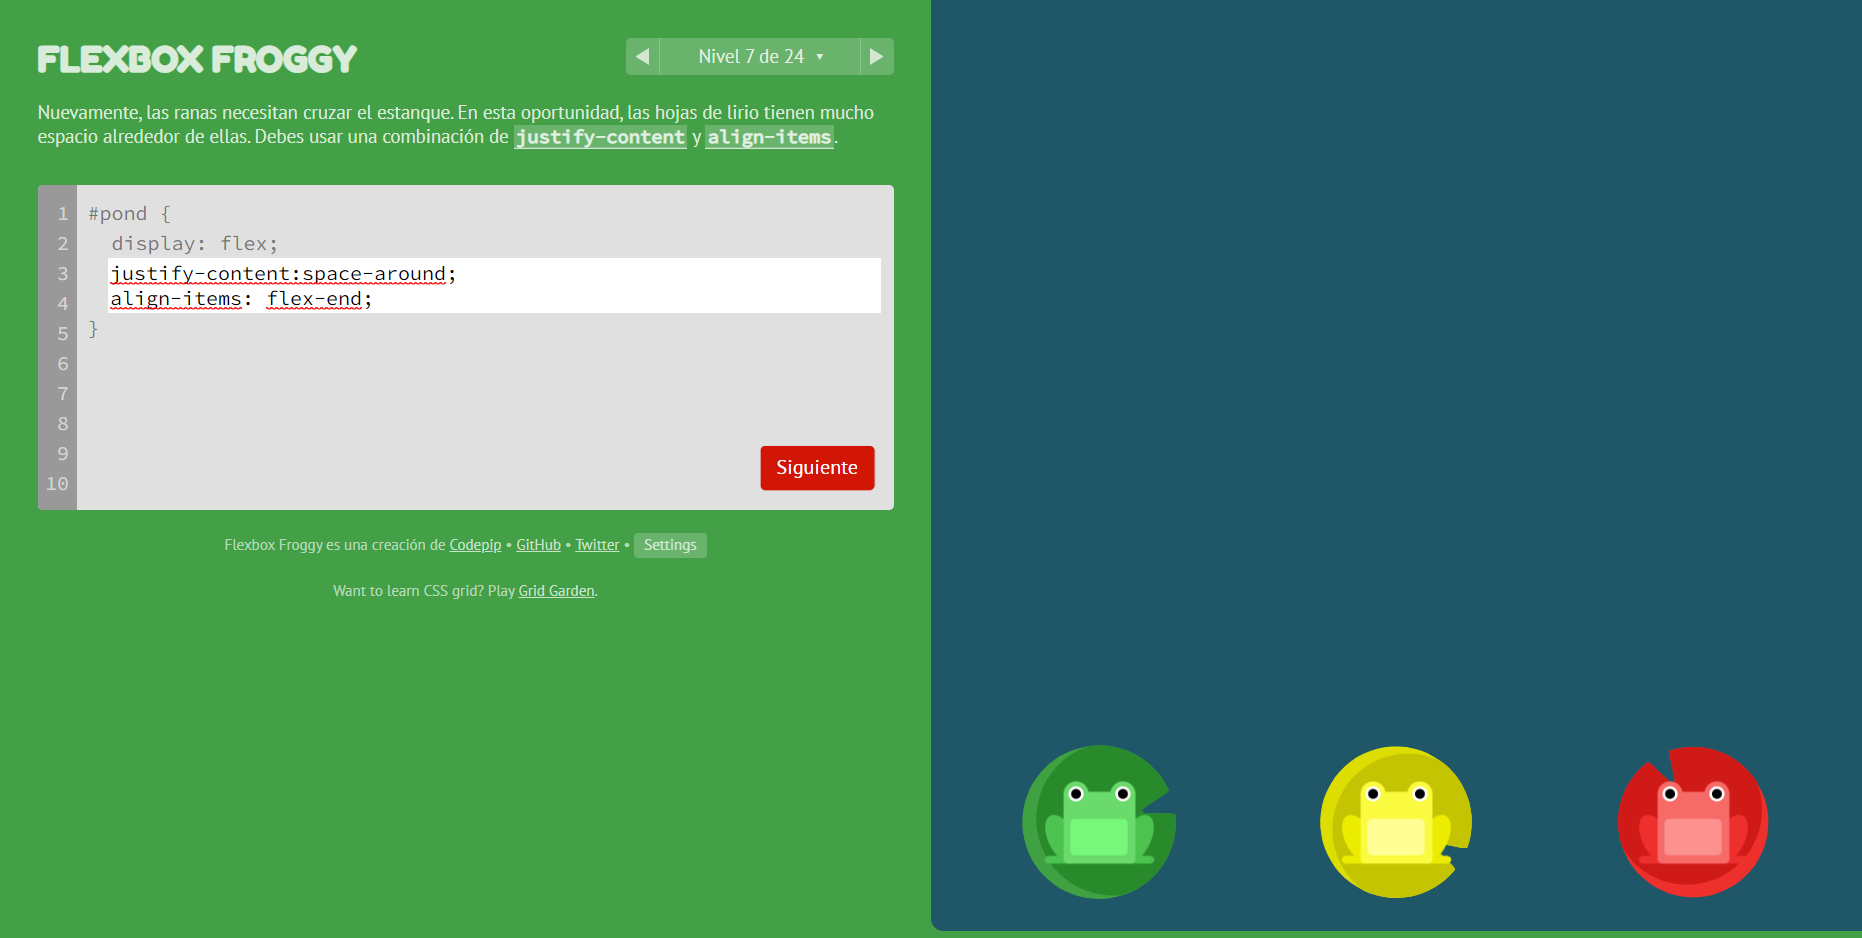 FLEXBOX FROGGY
Nivel 7 de 24
Nuevamente, las ranas necesitan cruzar el estanque. En esta oportunidad, las hojas de lirio tienen mucho
espacio alrededor de ellas. Debes usar una combinación de justify-content y align-items.
1 #pond {
2 display: flex;
3 justify-content:space-around;
4 align-items: flex-end;
5 }
6
7
8
9
10
Siguiente
Flexbox Froggy es una creación de Codepip • GitHub • Twitter • Settings
Want to learn CSS grid? Play Grid Garden.